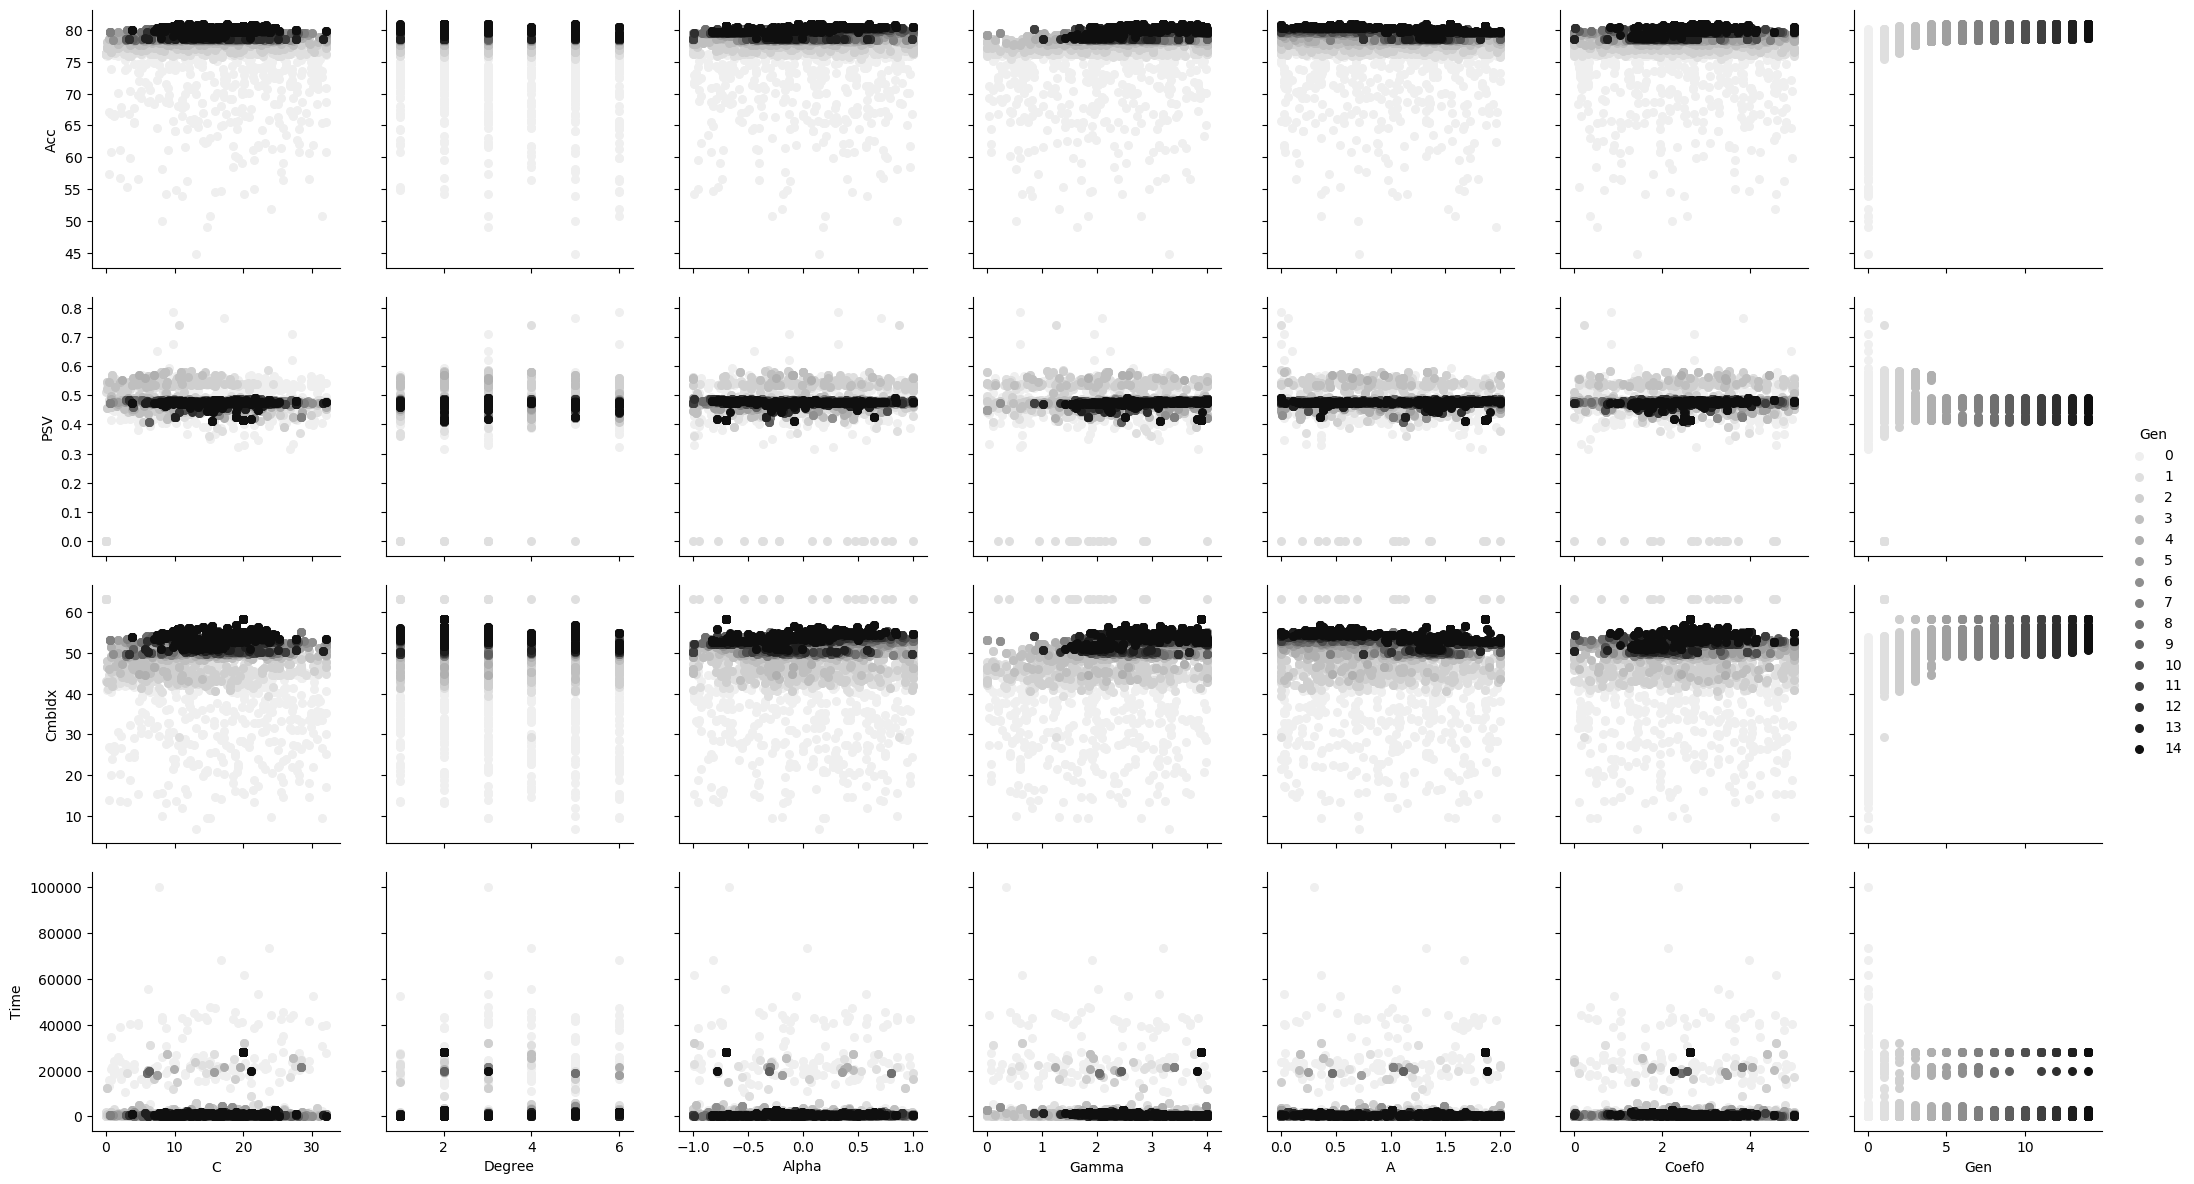 80
75
70
65
60
55
50
45
Acc
0.8
0.7
0.6
0.5
0.4
0.3
0.2
0.1
0.0
PSV
60
50
40
30
20
10
CmbIdx
100000
80000
60000
40000
20000
0
Time
0 10 20 30
C
2 4 6
Degree
−1.0 −0.5 0.0 0.5 1.0
Alpha
0 1 2 3 4
Gamma
0.0 0.5 1.0 1.5 2.0
A
0 2 4
Coef0
0 5 10
Gen
Gen
0
1
2
3
4
5
6
7
8
9
10
11
12
13
14